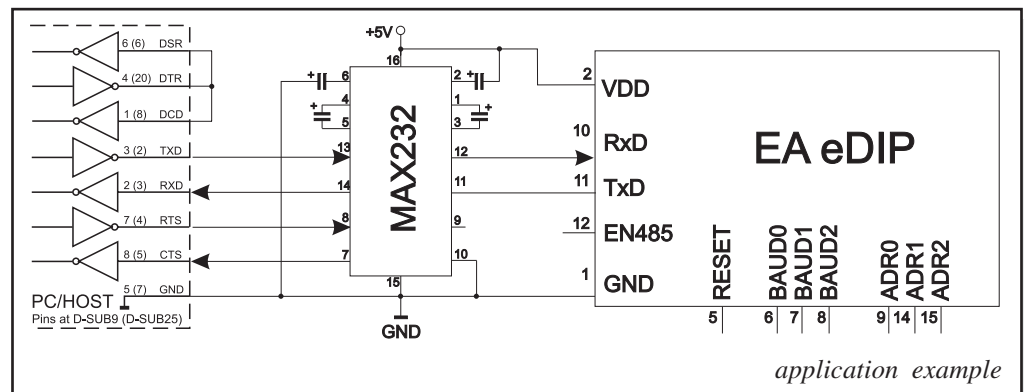 +5V
6 (6) DSR
4 (20) DTR
1 (8) DCD
3 (2) TXD
2 (3) RXD
7 (4) RTS
8 (5) CTS
5 (7) GND
PC/HOST
Pins at D-SUB9 (D-SUB25)
16
+ 6
4
+ 5
13
14
8
7
15
MAX232
2 +
1 +
3
12
11
9
10
GND
2 VDD
10 RxD
11 TxD
12 EN485
1 GND
EA eDIP
RESET
BAUD0
BAUD1
BAUD2
ADR0
ADR1
ADR2
5 6 7 8 9 14 15
application example